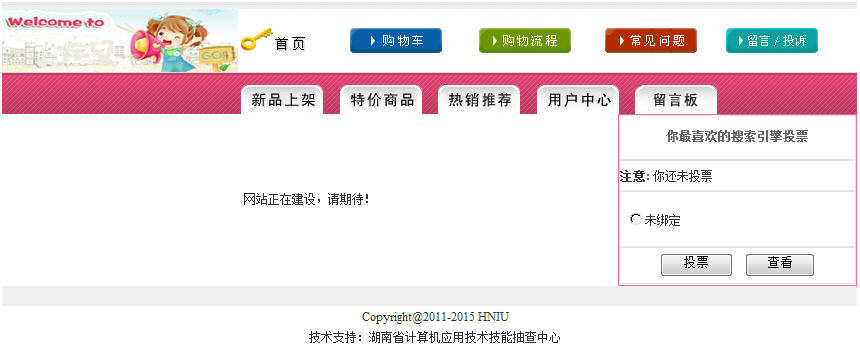 Welcome to
GO!
首页
购物车
购物流程
常见问题
留言/投诉
新品上架
特价商品
热销推荐
用户中心
留言板
你最喜欢的搜索引擎投票
注意: 你还未投票
网站正在建设，请期待!
未绑定
投票
查看
Copyright@2011-2015 HNIU
技术支持：湖南省计算机应用技术技能抽查中心